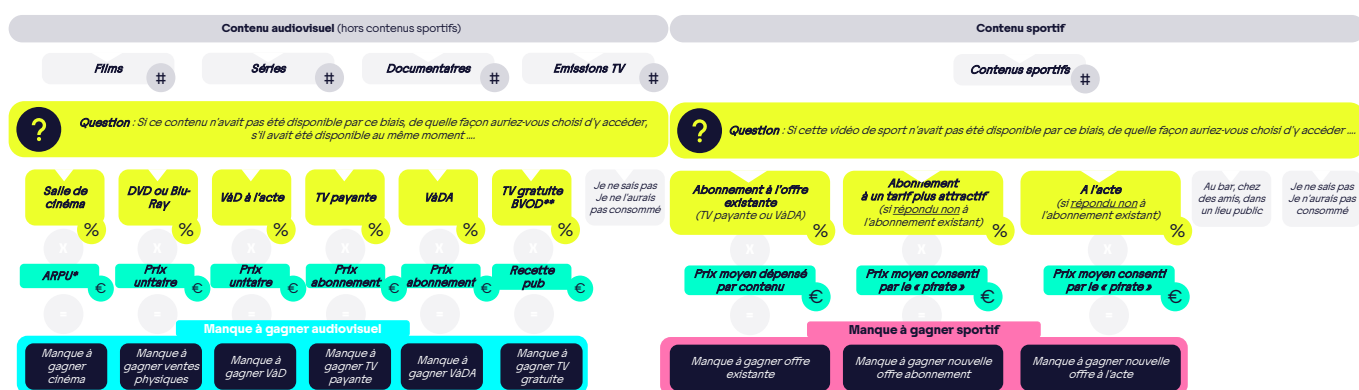 Contenu audiovisuel (hors contenus sportifs)
Films
#
Séries
#
Documentaires
#
Emissions TV
#
?
Question : Si ce contenu n'avait pas été disponible par ce biais, de quelle façon auriez-vous choisi d'y accéder,
s'il avait été disponible au même moment ....
Salle de
cinéma
%
DVD ou Blu-
Ray
%
VàD à l'acte
%
TV payante
%
VàDA
%
TV gratuite
BVOD**
%
Je ne sais pas
Je ne l'aurais
pas consommé
x
x
x
x
x
x
ARPU*
€
Prix
unitaire
€
Prix
unitaire
€
Prix
abonnement
€
Prix
abonnement
€
Recette
pub
€
=
=
=
=
=
=
Manque à gagner audiovisuel
Manque à
gagner
cinéma
Manque à
gagner ventes
physiques
Manque à
gagner VàD
Manque à
gagner TV
payante
Manque à
gagner VàDA
Manque à
gagner TV
gratuite
Contenu sportif
Contenus sportifs
#
?
Question : Si cette vidéo de sport n'avait pas été disponible par ce biais, de quelle façon auriez-vous choisi d'y accéder ....
Abonnement à l'offre
existante
(TV payante ou VàDA)
%
Abonnement
à un tarif plus attractif
(si répondu non à
l'abonnement existant)
%
A l'acte
(si répondu non à
l'abonnement existant)
%
Au bar, chez
des amis, dans
un lieu public
Je ne sais pas
Je n'aurais pas
consommé
x
x
x
Prix moyen dépensé
par contenu
€
Prix moyen consenti
par le « pirate »
€
Prix moyen consenti
par le « pirate »
€
=
=
=
Manque à gagner sportif
Manque à gagner offre
existante
Manque à gagner nouvelle
offre abonnement
Manque à gagner nouvelle
offre à l'acte